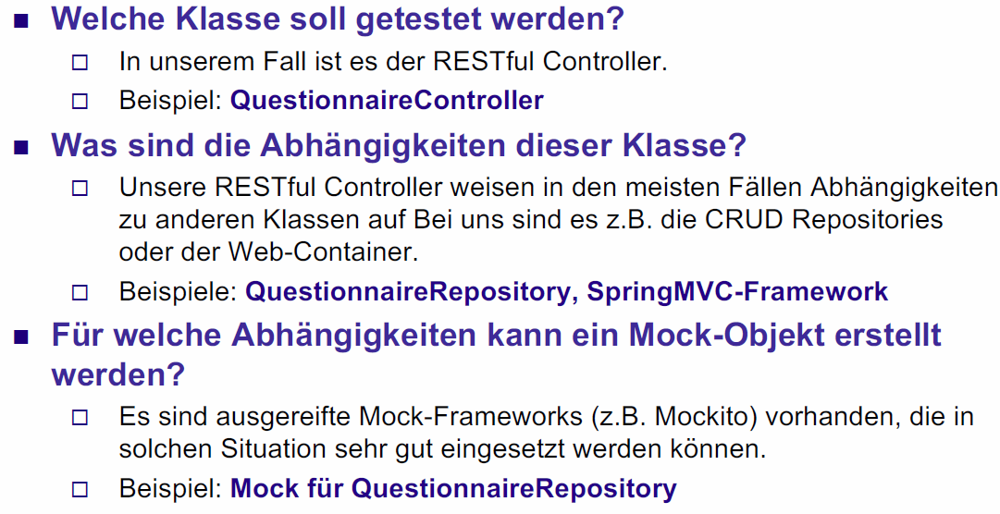 Welche Klasse soll getestet werden?
In unserem Fall ist es der RESTful Controller.
Beispiel: QuestionnaireController
Was sind die Abhängigkeiten dieser Klasse?
Unsere RESTful Controller weisen in den meisten Fällen Abhängigkeiten
zu anderen Klassen auf Bei uns sind es z.B. die CRUD Repositories
oder der Web-Container.
Beispiele: QuestionnaireRepository, SpringMVC-Framework
Für welche Abhängigkeiten kann ein Mock-Objekt erstellt
werden?
Es sind ausgereifte Mock-Frameworks (z.B. Mockito) vorhanden, die in
solchen Situation sehr gut eingesetzt werden können.
Beispiel: Mock für QuestionnaireRepository